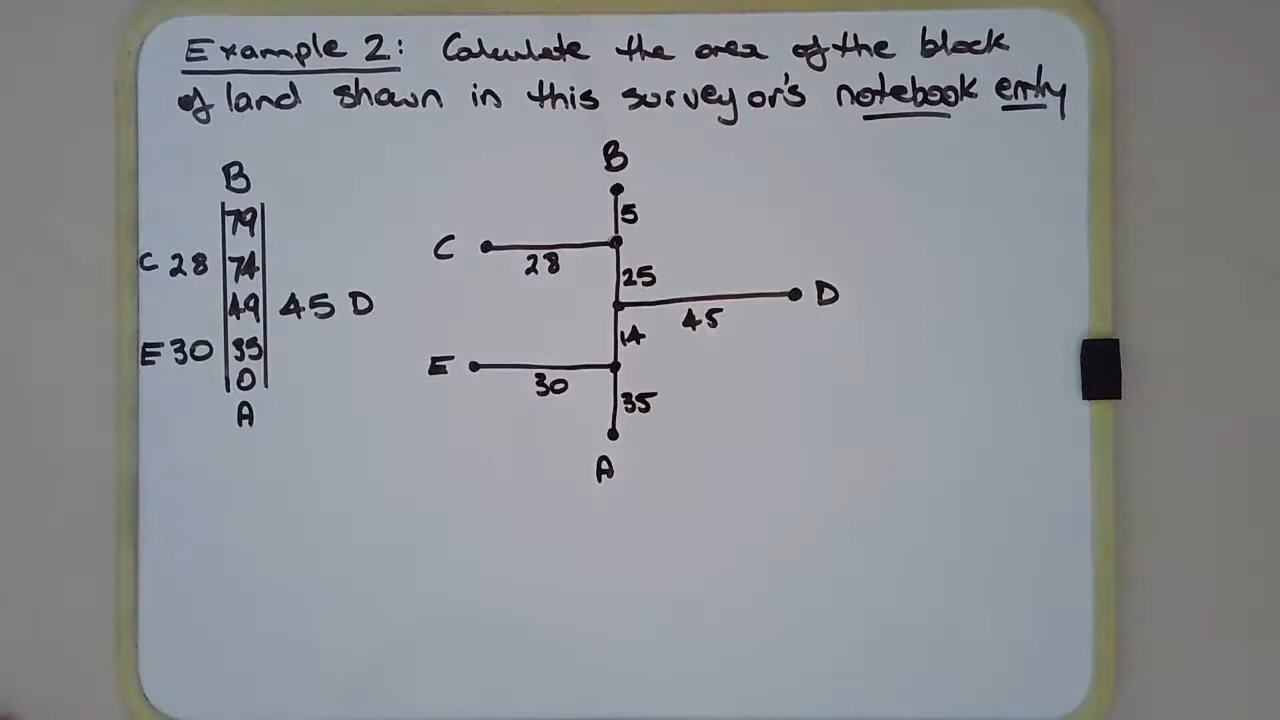 Example 2: Calculate the area of the block
of land shown in this surveyor's notebook entry
B
79
C 28 74
49 45 D
E 30 35
0
A
B
5
C
28
25
D
45
14
E
30
35
A